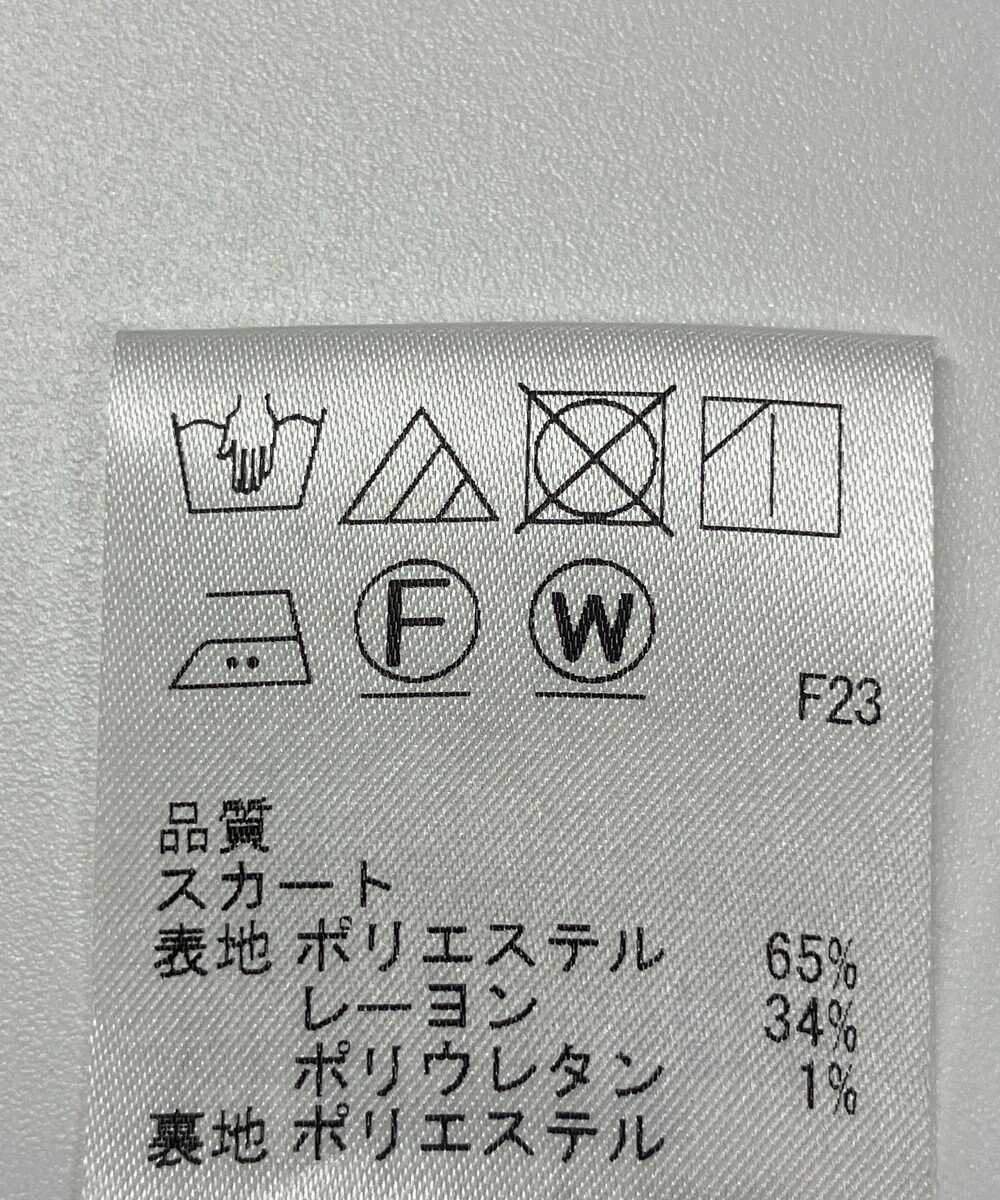 F W
F23
品質
スカート
表地 ポリエステル 65%
レーヨン 34%
ポリウレタン 1%
裏地 ポリエステル